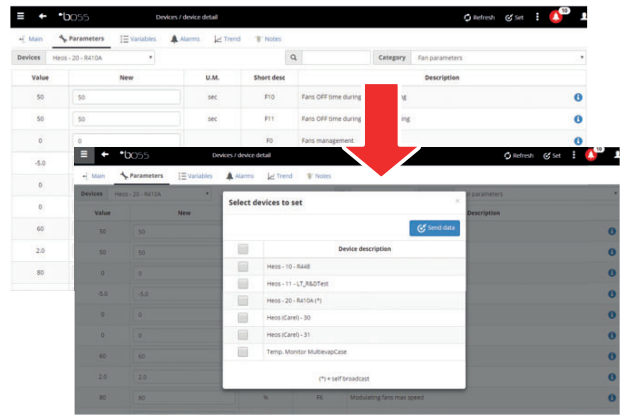 boss Devices / device detail Refresh Set 10
Main Parameters Variables Alarms Trend Notes
Devices Heos - 20 - R410A Category Fan parameters
Value New U.M. Short desc Description
50 50 sec F10 Fans OFF time during
50 50 sec F11 Fans OFF time during ing
0 0 F0 Fans management
-5.0
0
0
60
2.0
80
boss Devices / device detail Refresh Set 10
Main Parameters Variables Alarms Trend Notes
Devices Heos - 20 - R410A parameters
Value New Description
50 50
50 50
0 0
-5.0 -5.0
0 0
0 0
60 60
2.0 2.0
80 80 % F6 Modulating fans max speed
Select devices to set ×
Send data
Device description
Heos - 10 - R448
Heos - 11 - LT_R&DTest
Heos - 20 - R410A (*)
Heos (Carel) - 30
Heos (Carel) - 31
Temp. Monitor MultievapCase
(*) = self broadcast